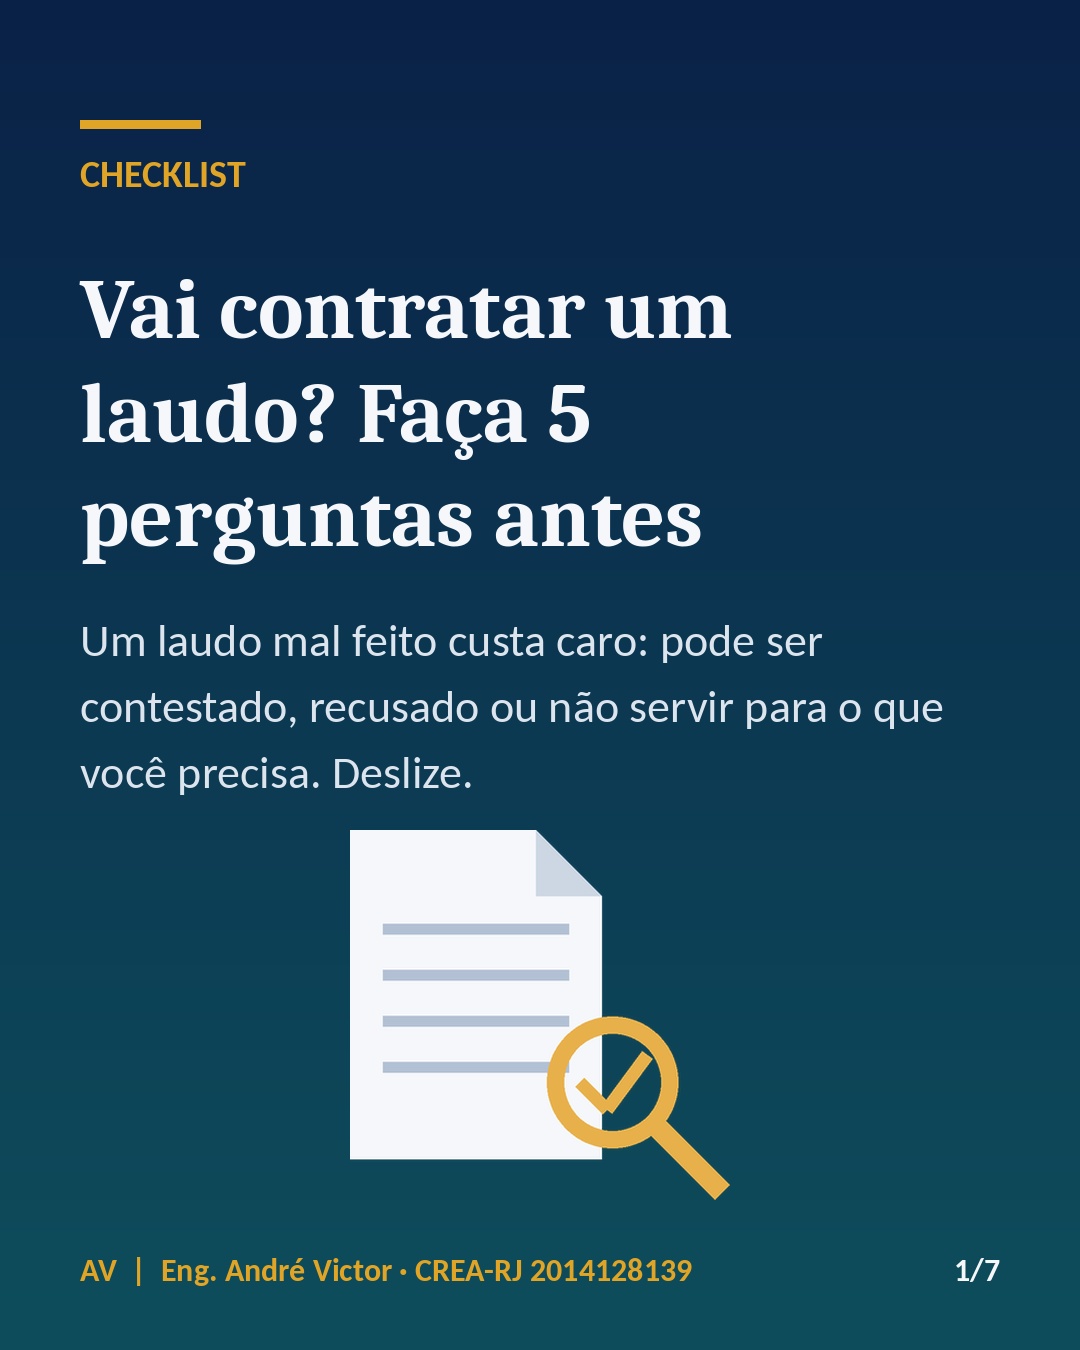 CHECKLIST
Vai contratar um
laudo? Faça 5
perguntas antes
Um laudo mal feito custa caro: pode ser
contestado, recusado ou não servir para o que
você precisa. Deslize.
AV | Eng. André Victor · CREA-RJ 2014128139
1/7